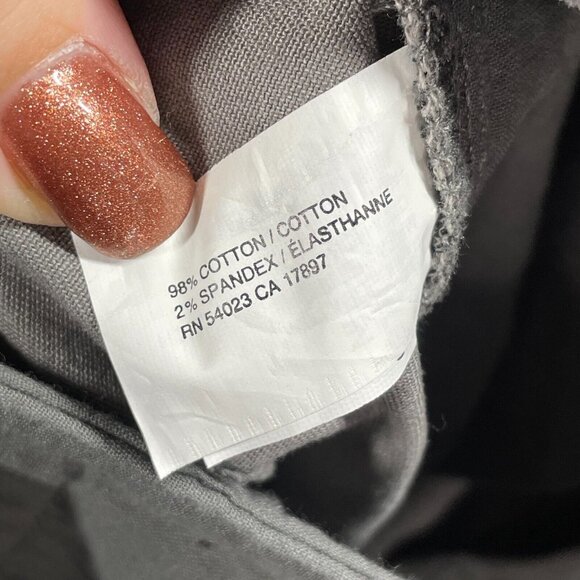 98% COTTON / COTTON
2% SPANDEX / ÉLASTHANNE
RN 54023 CA 17897